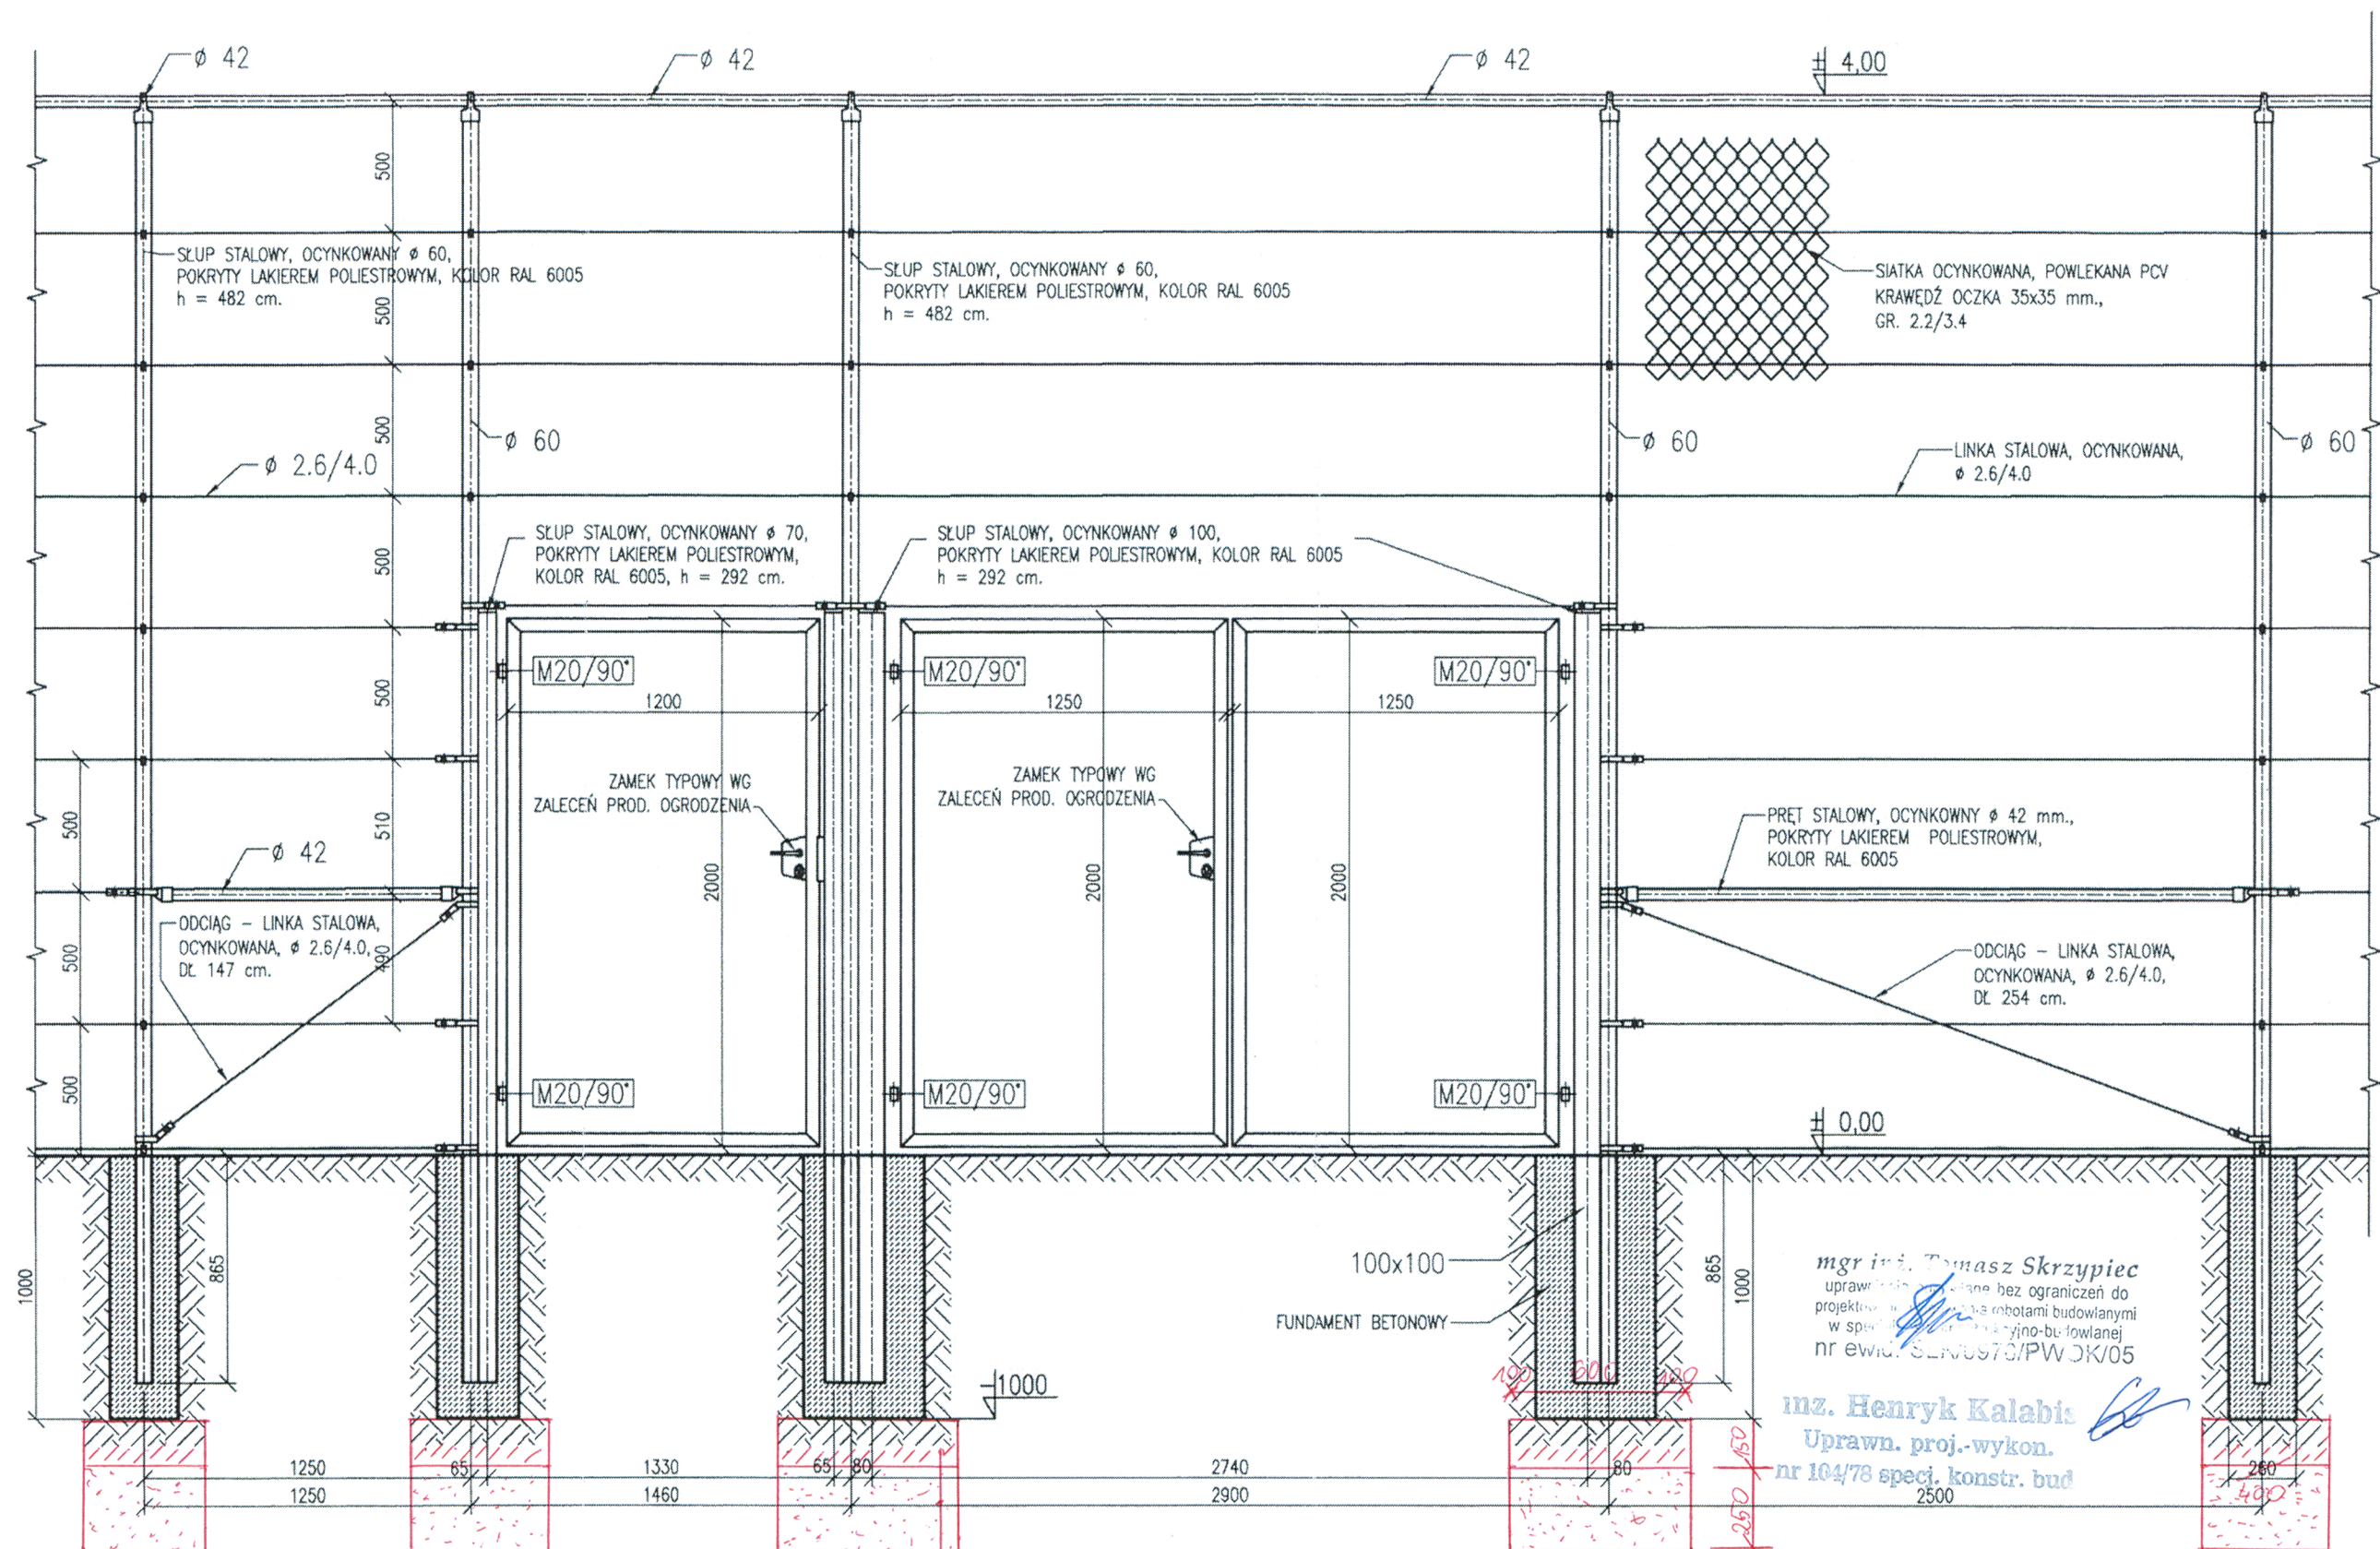 ϕ 42
ϕ 42
ϕ 42
± 4,00
500
SŁUP STALOWY, OCYNKOWANY ϕ 60,
POKRYTY LAKIEREM POLIESTROWYM, KOLOR RAL 6005
h = 482 cm.
500
SŁUP STALOWY, OCYNKOWANY ϕ 60,
POKRYTY LAKIEREM POLIESTROWYM, KOLOR RAL 6005
h = 482 cm.
SIATKA OCYNKOWANA, POWLEKANA PCV
KRAWĘDŹ OCZKA 35x35 mm.,
GR. 2.2/3.4
500
ϕ 60
ϕ 60
ϕ 60
ϕ 2.6/4.0
LINKA STALOWA, OCYNKOWANA,
ϕ 2.6/4.0
500
SŁUP STALOWY, OCYNKOWANY ϕ 70,
POKRYTY LAKIEREM POLIESTROWYM,
KOLOR RAL 6005, h = 292 cm.
SŁUP STALOWY, OCYNKOWANY ϕ 100,
POKRYTY LAKIEREM POLIESTROWYM, KOLOR RAL 6005
h = 292 cm.
500
M20/90°
M20/90°
M20/90°
1200
1250
1250
ZAMEK TYPOWY WG
ZALECEŃ PROD. OGRODZENIA
ZAMEK TYPOWY WG
ZALECEŃ PROD. OGRODZENIA
500
510
PRĘT STALOWY, OCYNKOWNY ϕ 42 mm.,
POKRYTY LAKIEREM POLIESTROWYM,
KOLOR RAL 6005
ϕ 42
2000
2000
2000
ODCIĄG – LINKA STALOWA,
OCYNKOWANA, ϕ 2.6/4.0,
DŁ 147 cm.
500
490
ODCIĄG – LINKA STALOWA,
OCYNKOWANA, ϕ 2.6/4.0,
DŁ 254 cm.
500
M20/90°
M20/90°
M20/90°
± 0,00
1000
865
100x100
FUNDAMENT BETONOWY
865
1000
mgr inż. Tomasz Skrzypiec
bez ograniczeń do
robotami budowlanymi
w
nr
inż. Henryk Kalabis
Uprawn. proj.-wykon.
nr 104/78 specj. konstr. bud
-1000
100
600
100
150
250
1250
65
1330
65
80
2740
80
260
1250
1460
2900
2500
400